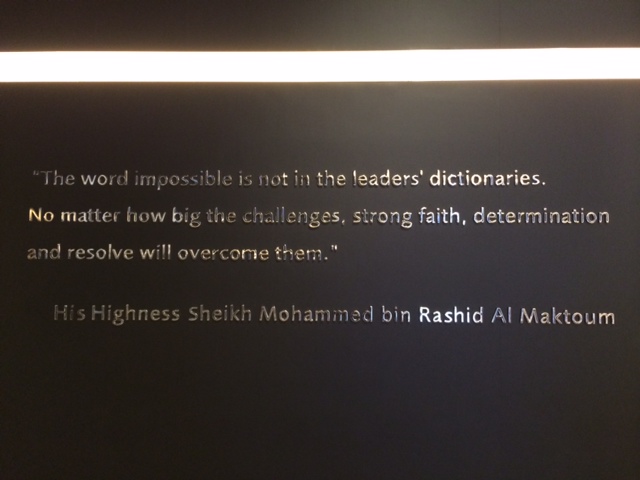 "The word impossible is not in the leaders' dictionaries.
No matter how big the challenges, strong faith, determination
and resolve will overcome them."
His Highness Sheikh Mohammed bin Rashid Al Maktoum